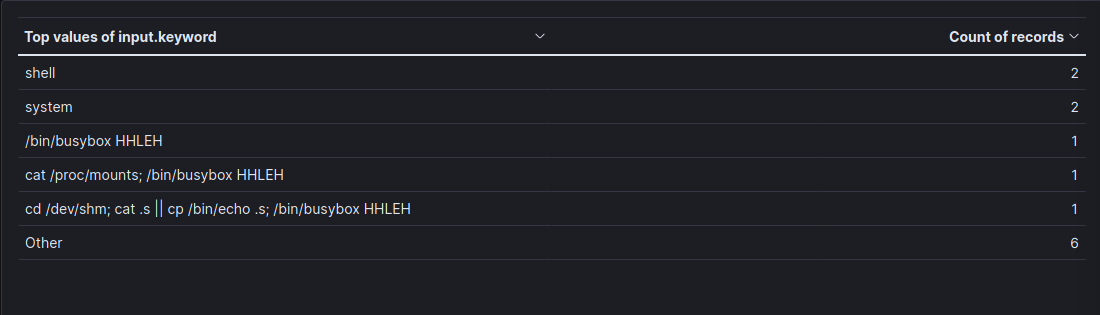 Top values of input.keyword Count of records
shell 2
system 2
/bin/busybox HHLEH 1
cat /proc/mounts; /bin/busybox HHLEH 1
cd /dev/shm; cat .s || cp /bin/echo .s; /bin/busybox HHLEH 1
Other 6